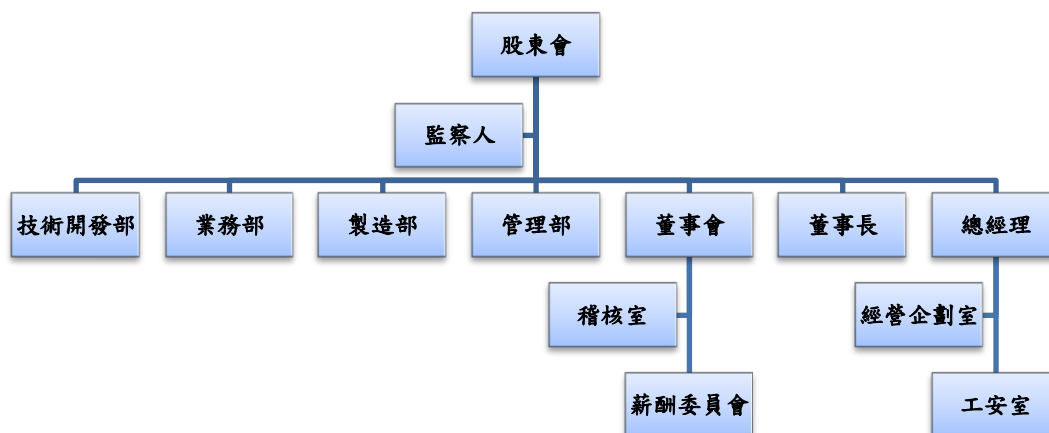 股東會
監察人
技術開發部
業務部
製造部
管理部
董事會
董事長
總經理
稽核室
經營企劃室
薪酬委員會
工安室